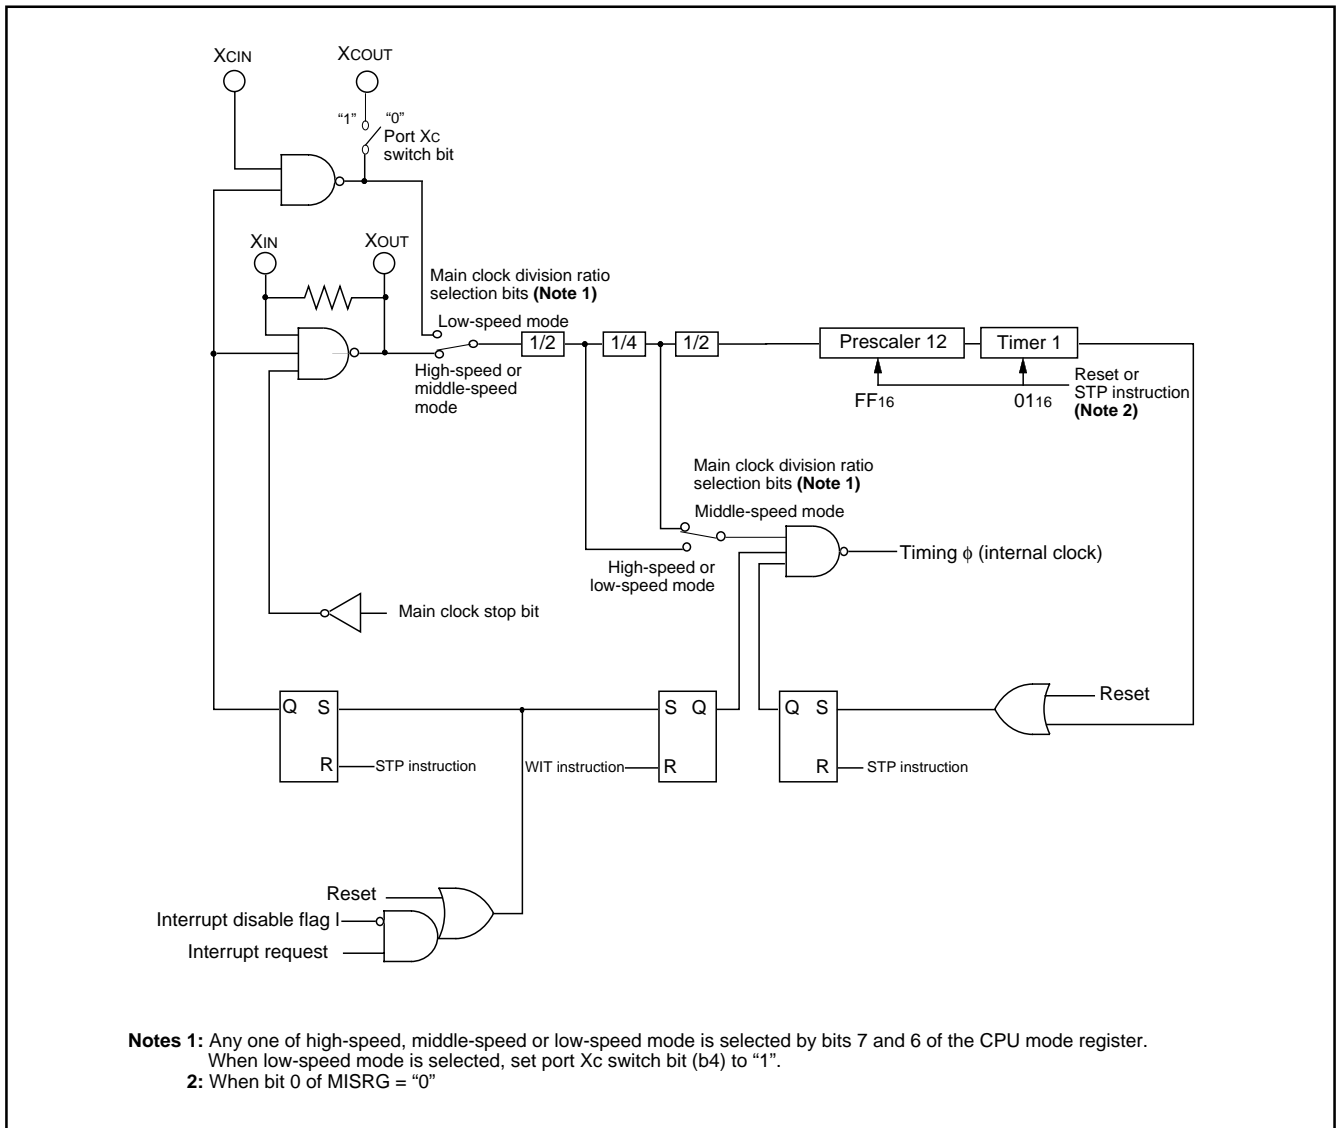 XCIN
XCOUT
“1”
“0”
Port XC
switch bit
XIN
XOUT
Main clock division ratio
selection bits (Note 1)
Low-speed mode
1/2
1/4
1/2
Prescaler 12
Timer 1
High-speed or
middle-speed
mode
FF16
0116
Reset or
STP instruction
(Note 2)
Main clock division ratio
selection bits (Note 1)
Middle-speed mode
Timing ϕ (internal clock)
High-speed or
low-speed mode
Main clock stop bit
Q S
R
STP instruction
WIT instruction
S Q
R
Q S
R
STP instruction
Reset
Reset
Interrupt disable flag I
Interrupt request
Notes 1: Any one of high-speed, middle-speed or low-speed mode is selected by bits 7 and 6 of the CPU mode register.
When low-speed mode is selected, set port Xc switch bit (b4) to “1”.
2: When bit 0 of MISRG = “0”